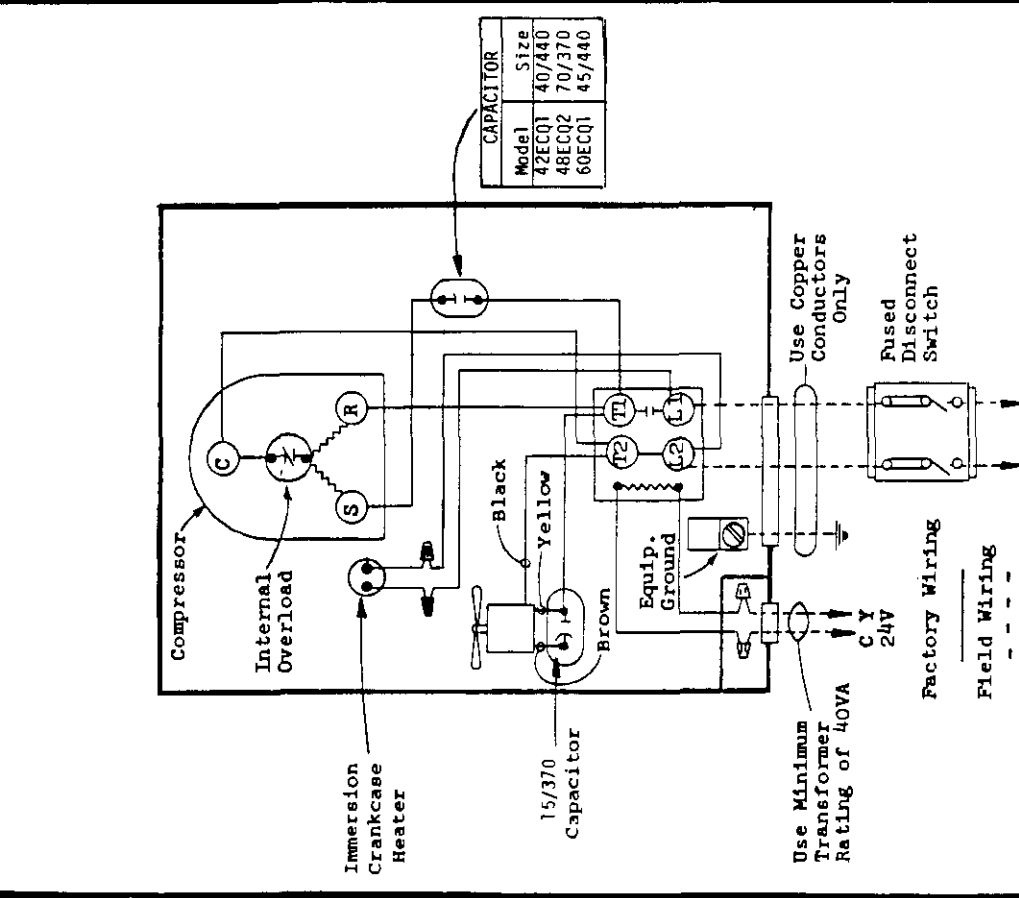 CAPACITOR
Model Size
42ECQ1 40/440
48ECQ2 70/370
60ECQ1 45/440
Compressor
Internal
Overload
C
S
R
Immersion
Crankcase
Heater
Black
Yellow
Brown
15/370
Capacitor
T2
T1
L2
L1
Equip.
Ground
Use Copper
Conductors
Only
Fused
Disconnect
Switch
C Y
24V
Use Minimum
Transformer
Rating of 40VA
Factory Wiring
Field Wiring